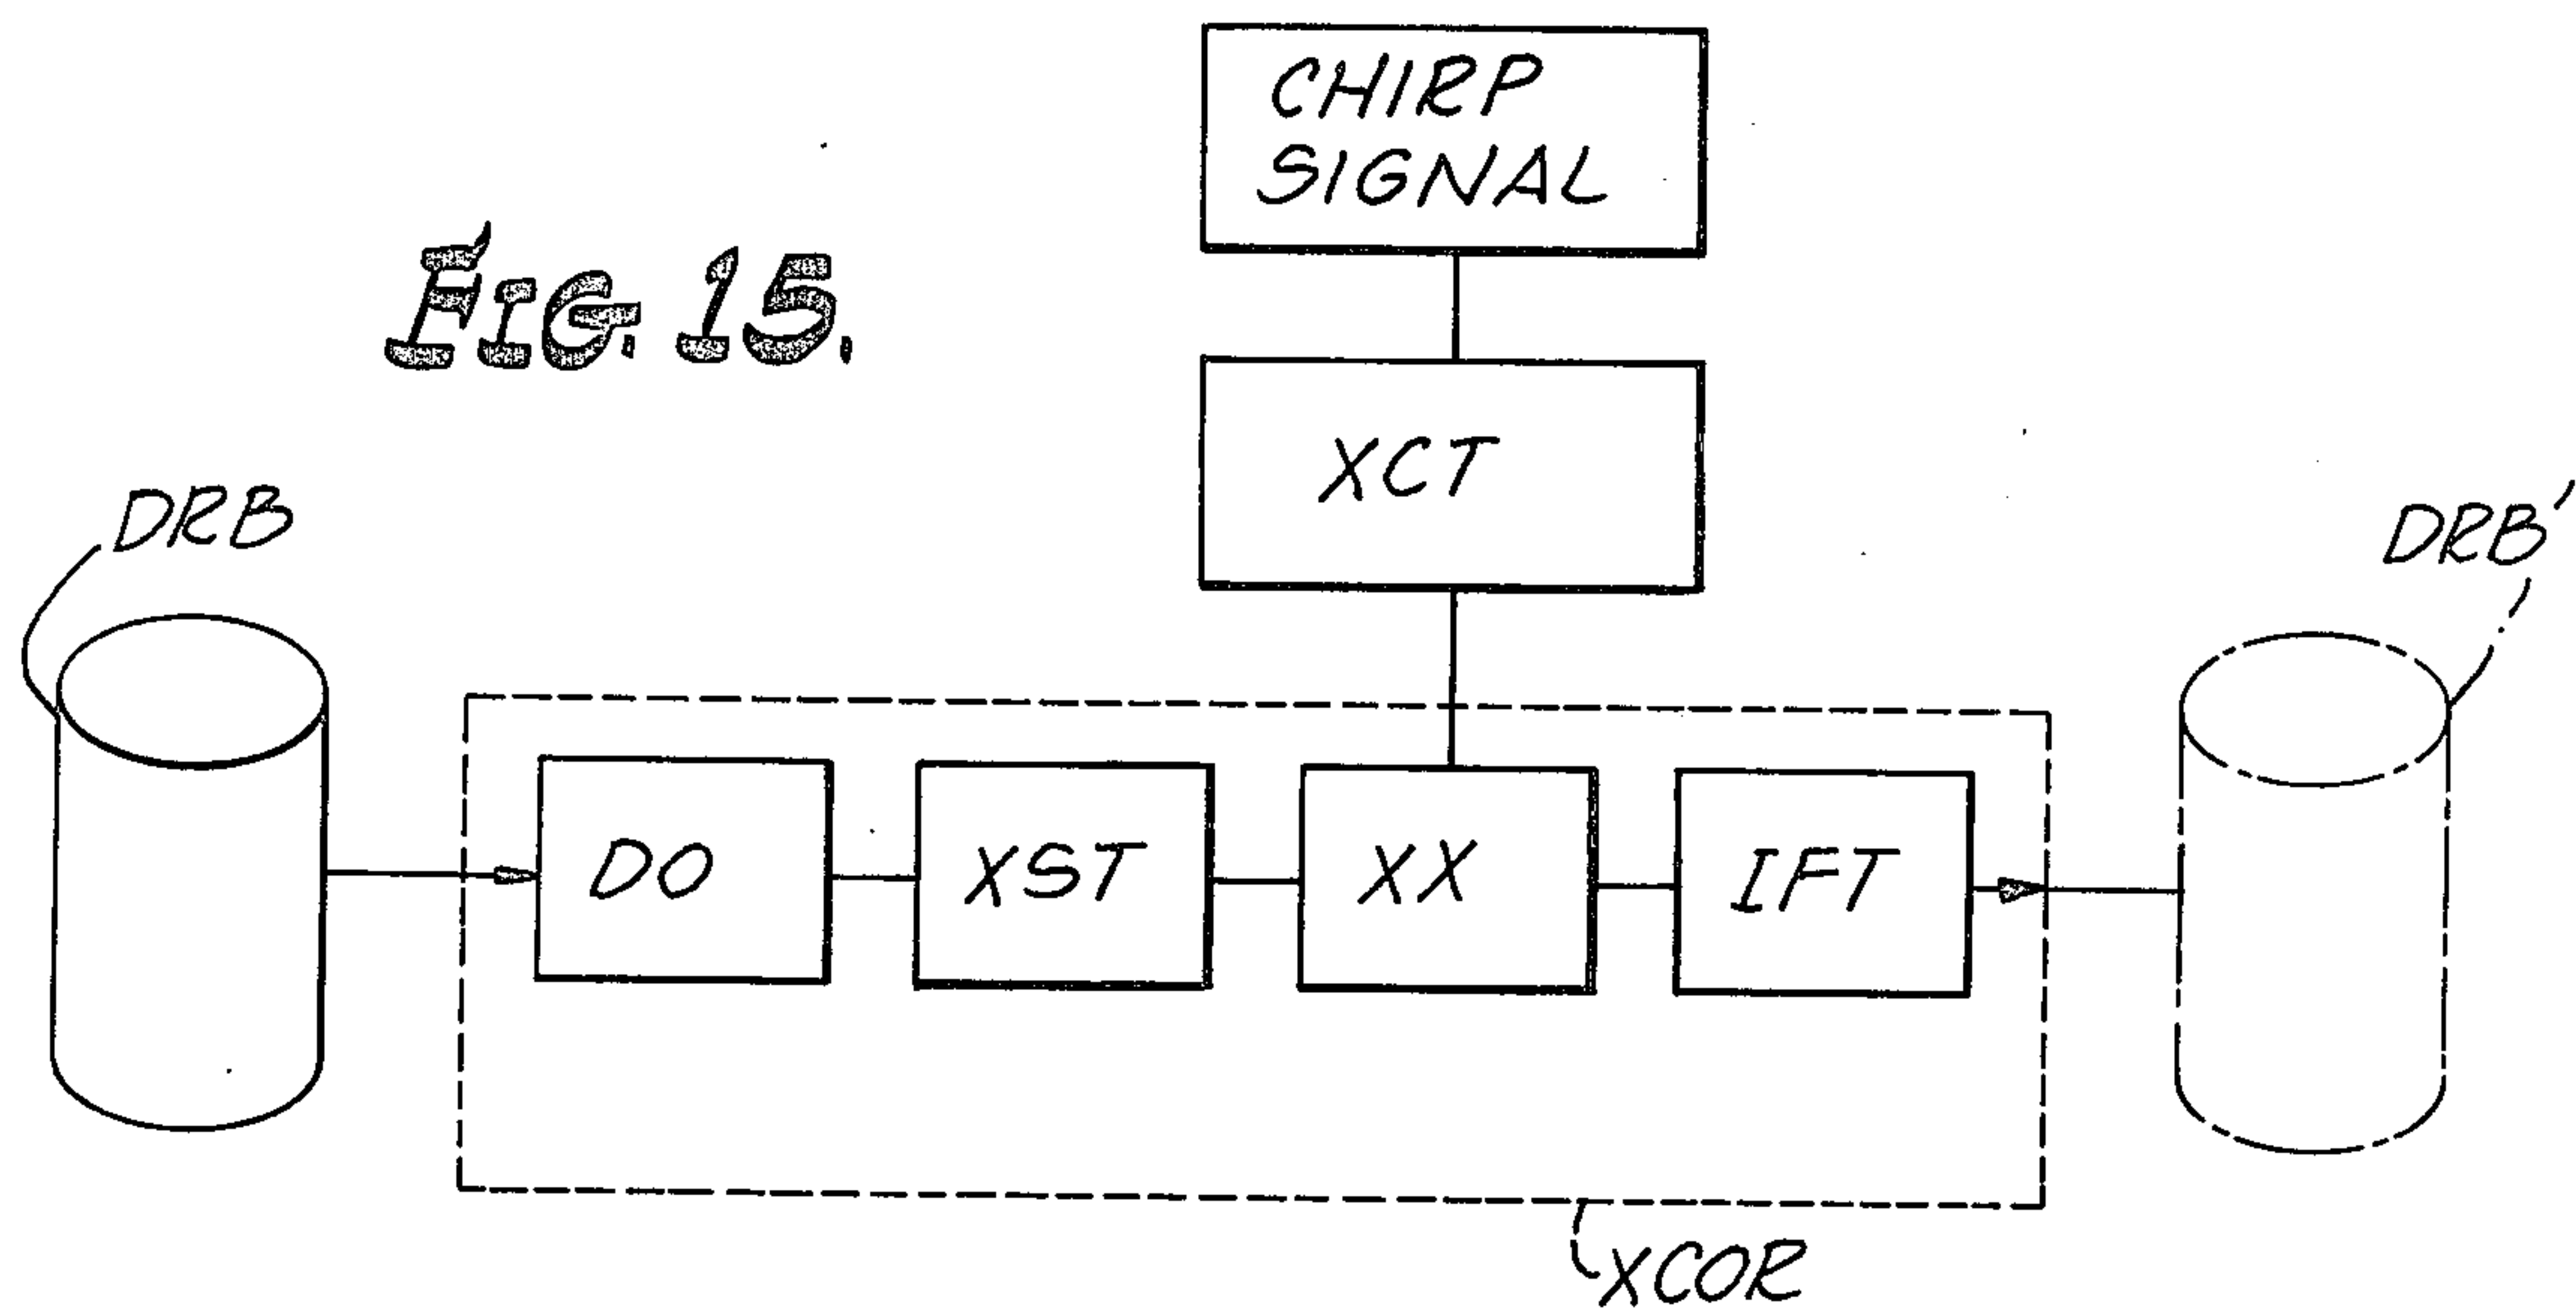 CHIRP
SIGNAL
FIG. 15.
XCT
DRB
DRB'
DO
XST
XX
IFT
XCOR